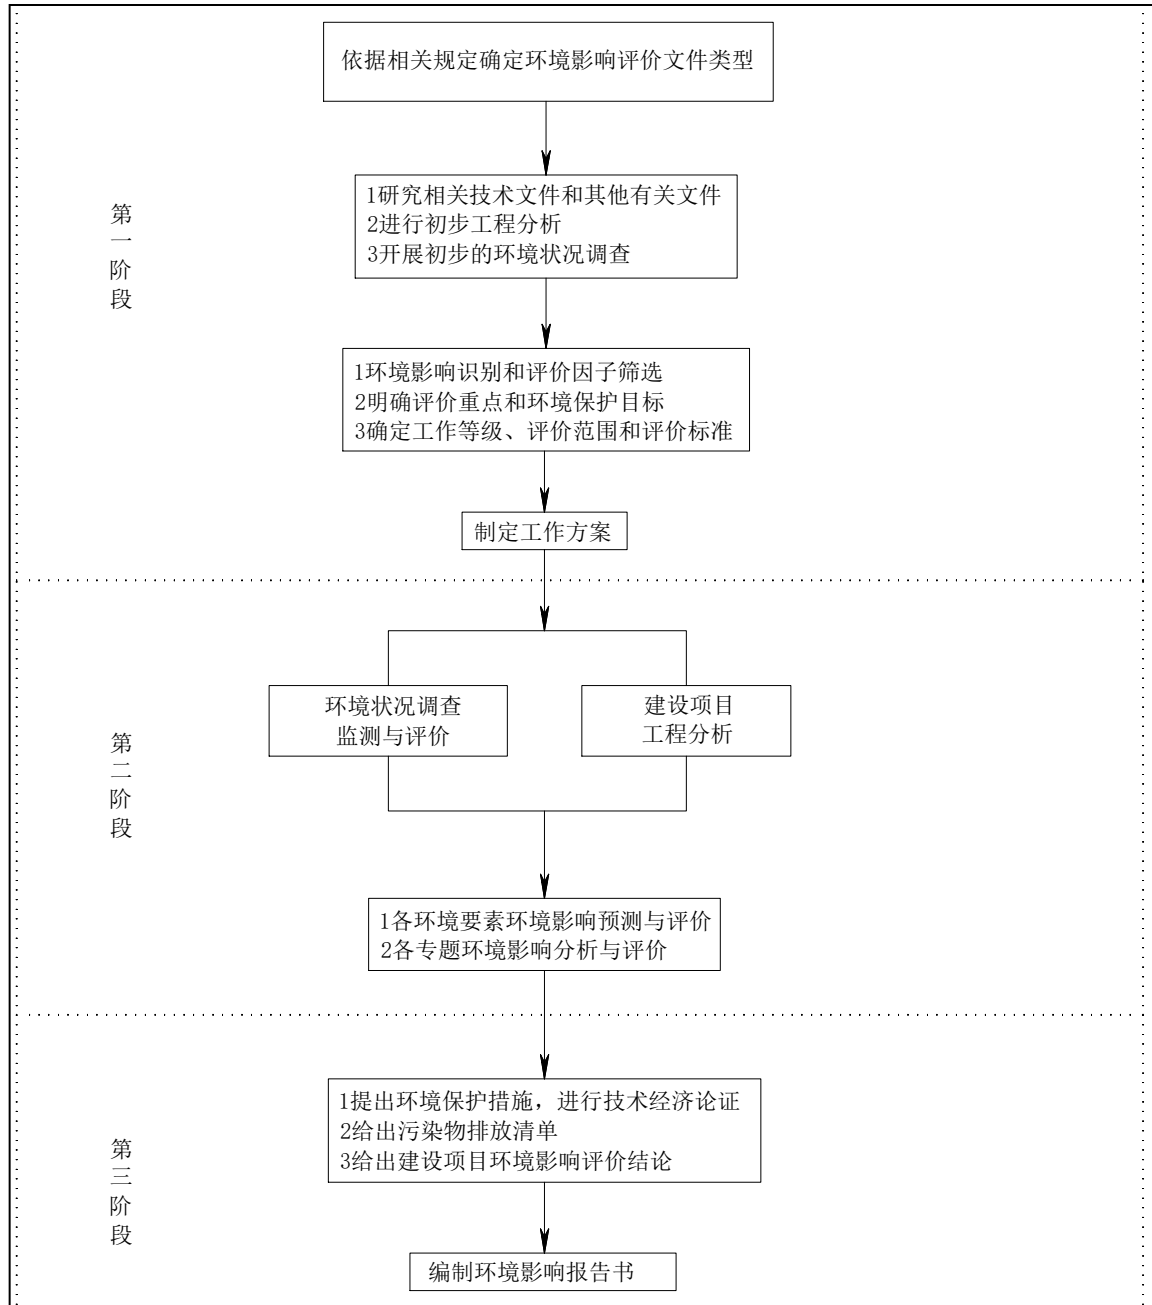 依据相关规定确定环境影响评价文件类型
第一阶段
1研究相关技术文件和其他有关文件
2进行初步工程分析
3开展初步的环境状况调查
1环境影响识别和评价因子筛选
2明确评价重点和环境保护目标
3确定工作等级、评价范围和评价标准
制定工作方案
第二阶段
环境状况调查
监测与评价
建设项目
工程分析
1各环境要素环境影响预测与评价
2各专题环境影响分析与评价
第三阶段
1提出环境保护措施，进行技术经济论证
2给出污染物排放清单
3给出建设项目环境影响评价结论
编制环境影响报告书